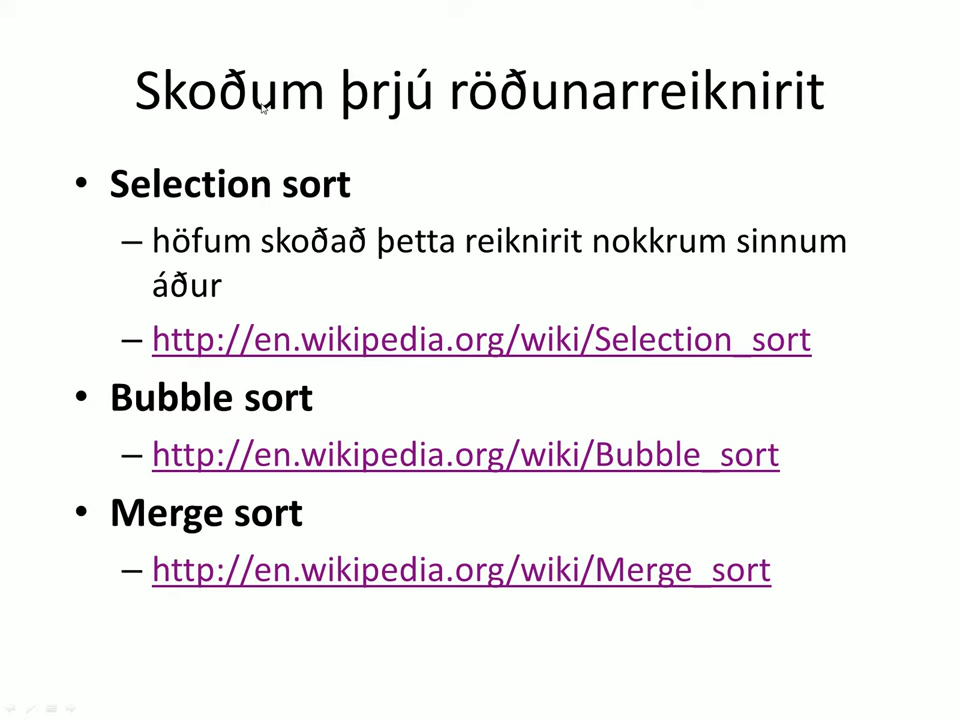 Skoðum þrjú röðunarreiknirit
• Selection sort
– höfum skoðað þetta reiknirit nokkrum sinnum
áður
– http://en.wikipedia.org/wiki/Selection_sort
• Bubble sort
– http://en.wikipedia.org/wiki/Bubble_sort
• Merge sort
– http://en.wikipedia.org/wiki/Merge_sort